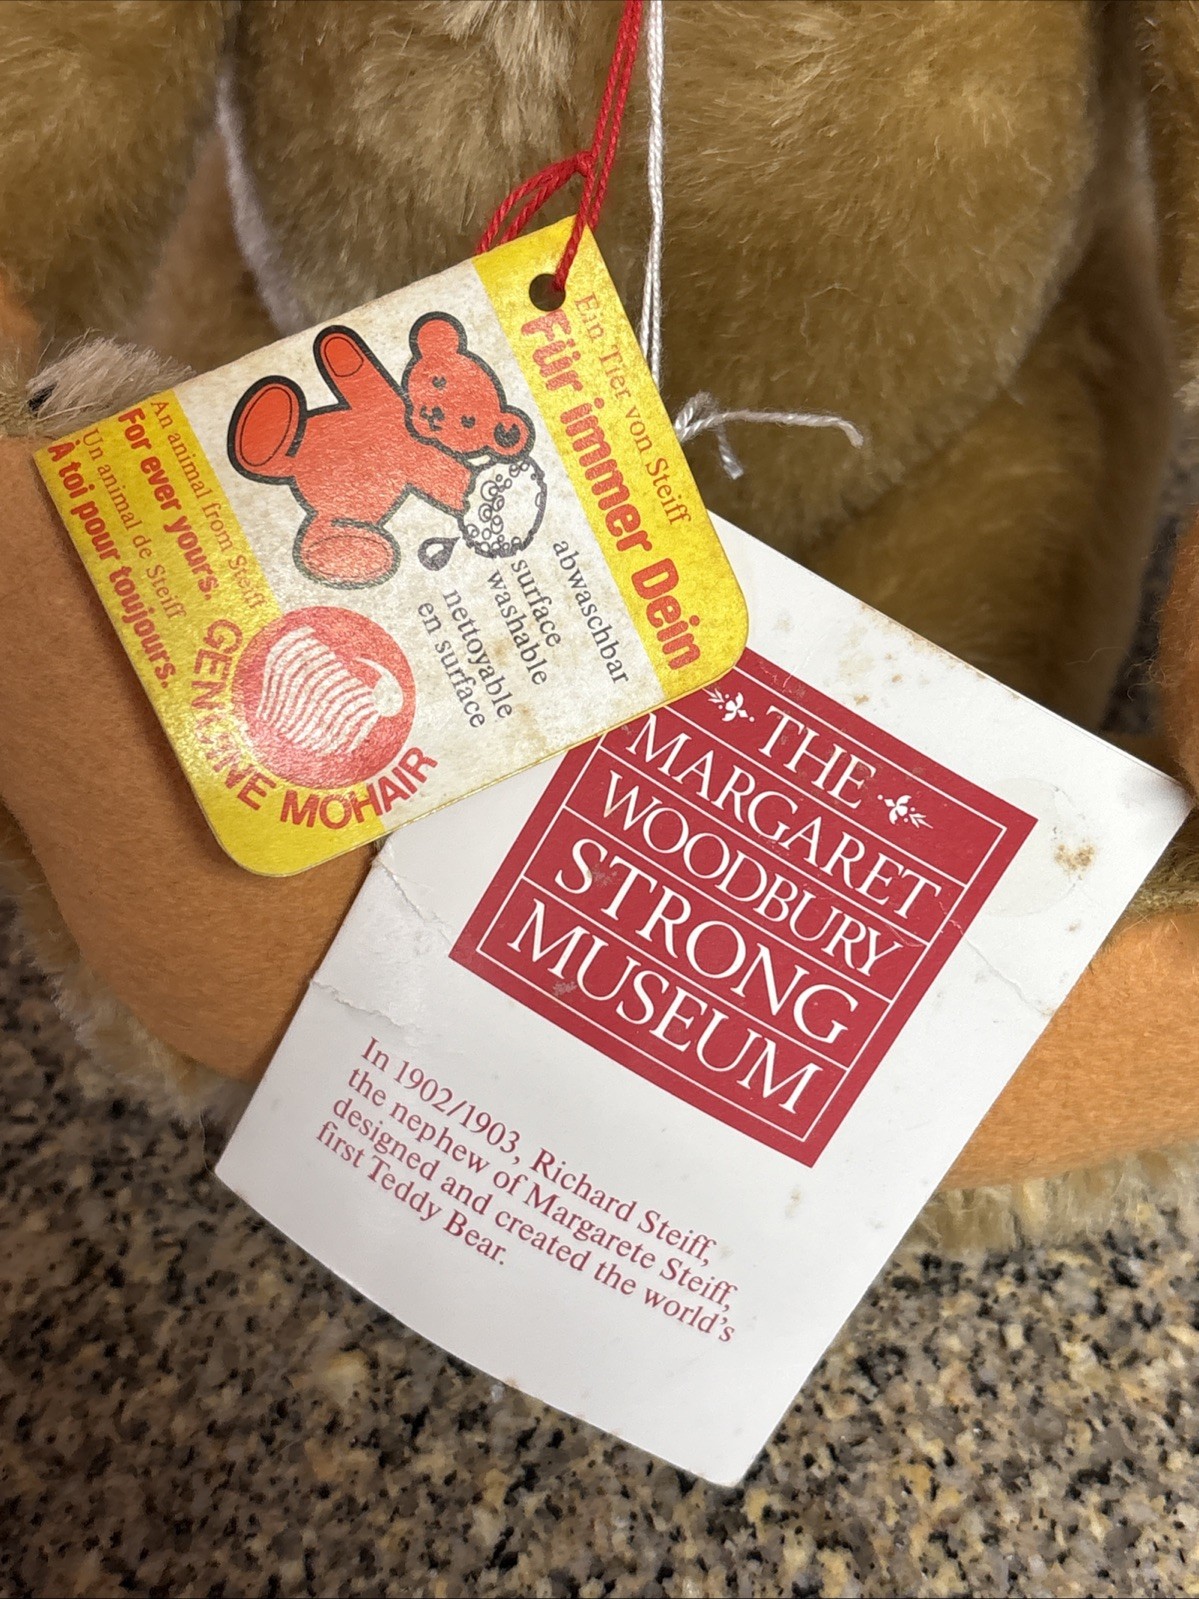 Ein Tier von Steiff
Für immer Dein
abwaschbar
surface
washable
nettoyable
en surface
An animal from Steiff
For ever yours.
Un animal de Steiff
À toi pour toujours.
GENUINE MOHAIR
THE
MARGARET
WOODBURY
STRONG
MUSEUM
In 1902/1903, Richard Steiff,
the nephew of Margarete Steiff,
designed and created the world's
first Teddy Bear.